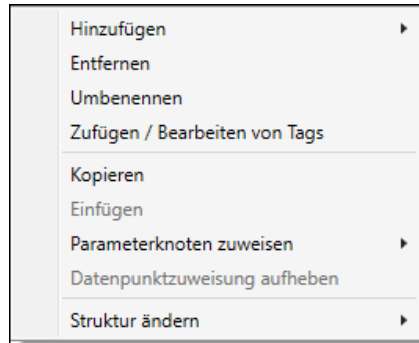 Hinzufügen
Entfernen
Umbenennen
Zufügen / Bearbeiten von Tags
Kopieren
Einfügen
Parameterknoten zuweisen
Datenpunktzuweisung aufheben
Struktur ändern